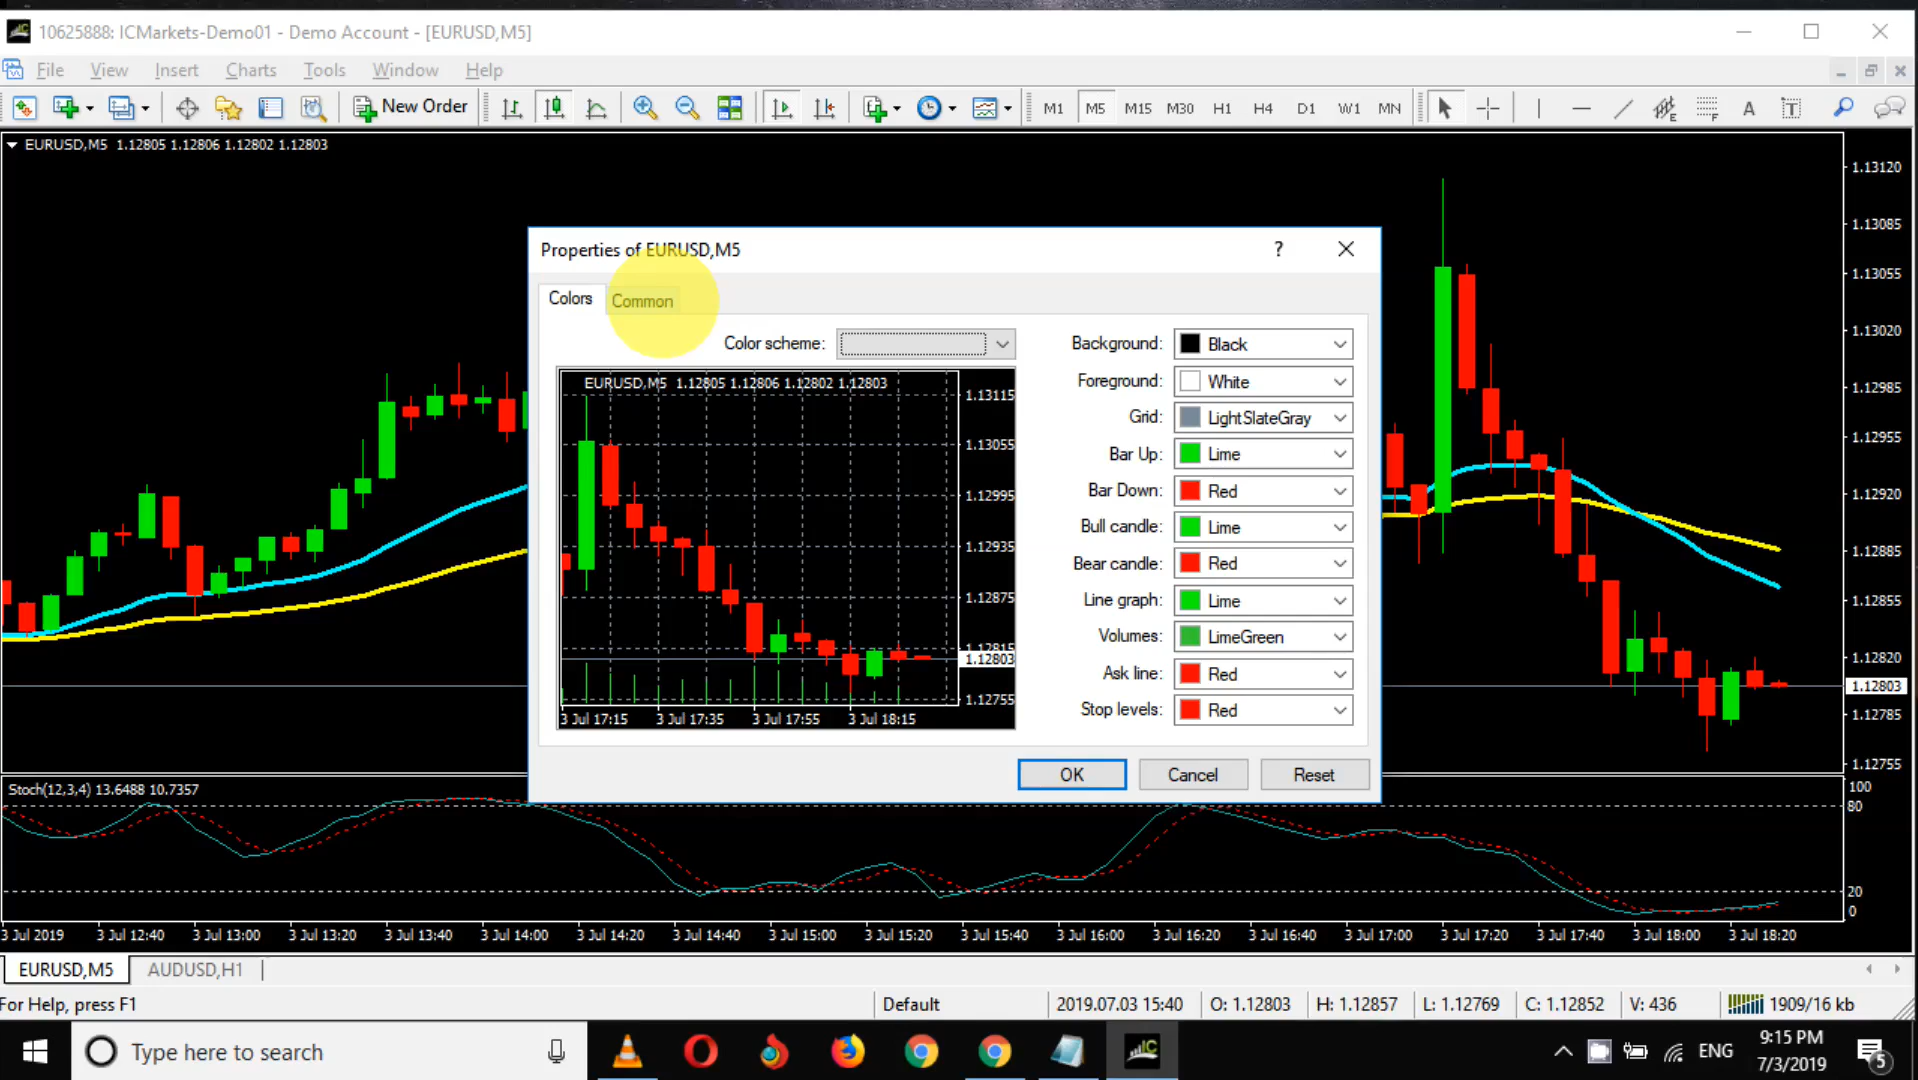 10625888: ICMarkets-Demo01 - Demo Account - [EURUSD,M5]
File View Insert Charts Tools Window Help
New Order M1 M5 M15 M30 H1 H4 D1 W1 MN E F A T
EURUSD,M5 1.12805 1.12806 1.12802 1.12803
1.13120
1.13085
1.13055
1.13020
1.12985
1.12955
1.12920
1.12885
1.12855
1.12820
1.12803
1.12785
1.12755
Properties of EURUSD,M5 ?
Colors Common
Color scheme:
EURUSD,M5 1.12805 1.12806 1.12802 1.12803
1.13115
1.13055
1.12995
1.12935
1.12875
1.12815
1.12803
1.12755
3 Jul 17:15 3 Jul 17:35 3 Jul 17:55 3 Jul 18:15
Background: Black
Foreground: White
Grid: LightSlateGray
Bar Up: Lime
Bar Down: Red
Bull candle: Lime
Bear candle: Red
Line graph: Lime
Volumes: LimeGreen
Ask line: Red
Stop levels: Red
OK Cancel Reset
Stoch(12,3,4) 13.6488 10.7357
100
80
20
0
3 Jul 2019 3 Jul 12:40 3 Jul 13:00 3 Jul 13:20 3 Jul 13:40 3 Jul 14:00 3 Jul 14:20 3 Jul 14:40 3 Jul 15:00 3 Jul 15:20 3 Jul 15:40 3 Jul 16:00 3 Jul 16:20 3 Jul 16:40 3 Jul 17:00 3 Jul 17:20 3 Jul 17:40 3 Jul 18:00 3 Jul 18:20
EURUSD,M5 AUDUSD,H1
For Help, press F1 Default 2019.07.03 15:40 O: 1.12803 H: 1.12857 L: 1.12769 C: 1.12852 V: 436 1909/16 kb
Type here to search IC ENG 9:15 PM
7/3/2019 5